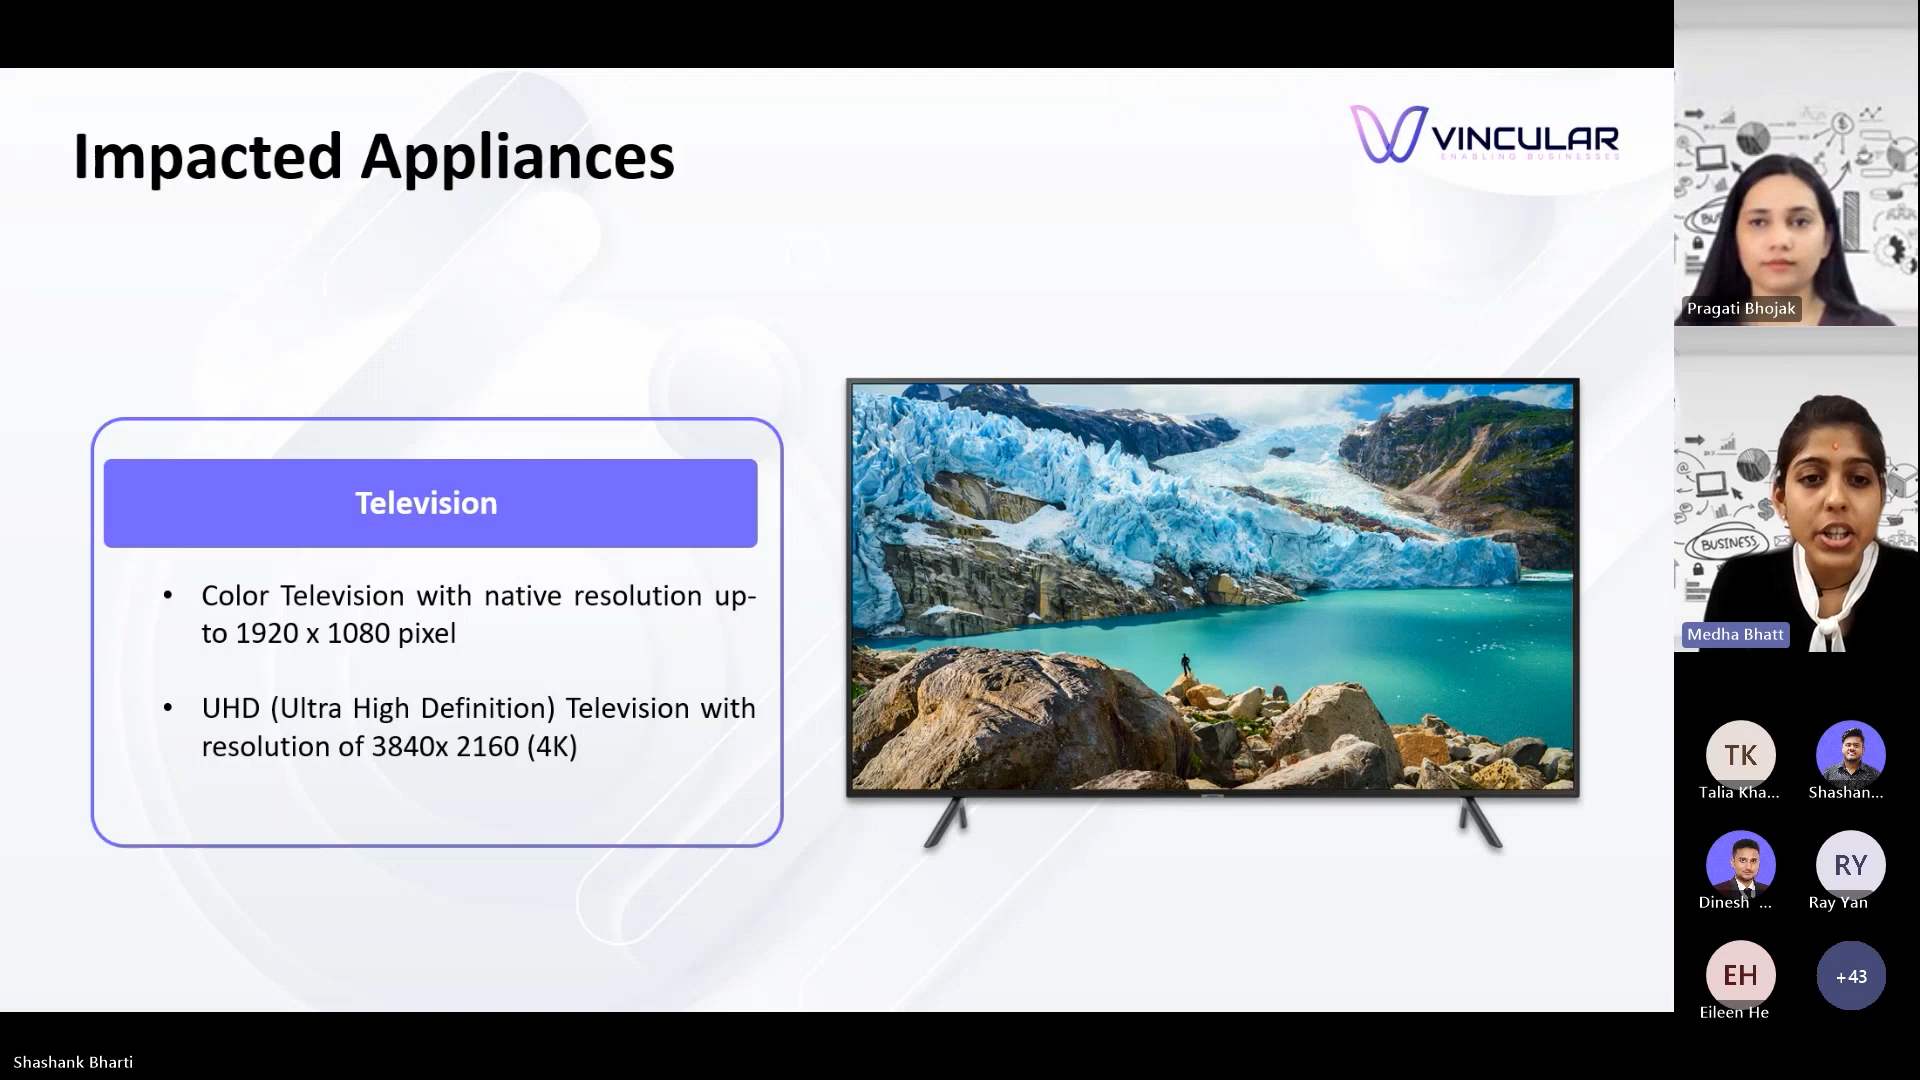 Impacted Appliances
VINCULAR
ENABLING BUSINESSES
Television
• Color Television with native resolution up-
to 1920 x 1080 pixel
• UHD (Ultra High Definition) Television with
resolution of 3840x 2160 (4K)
Pragati Bhojak
BUSINESS
Medha Bhatt
TK
Talia Kha...
Shashan...
Dinesh ...
RY
Ray Yan
EH
Eileen He
+43
Shashank Bharti